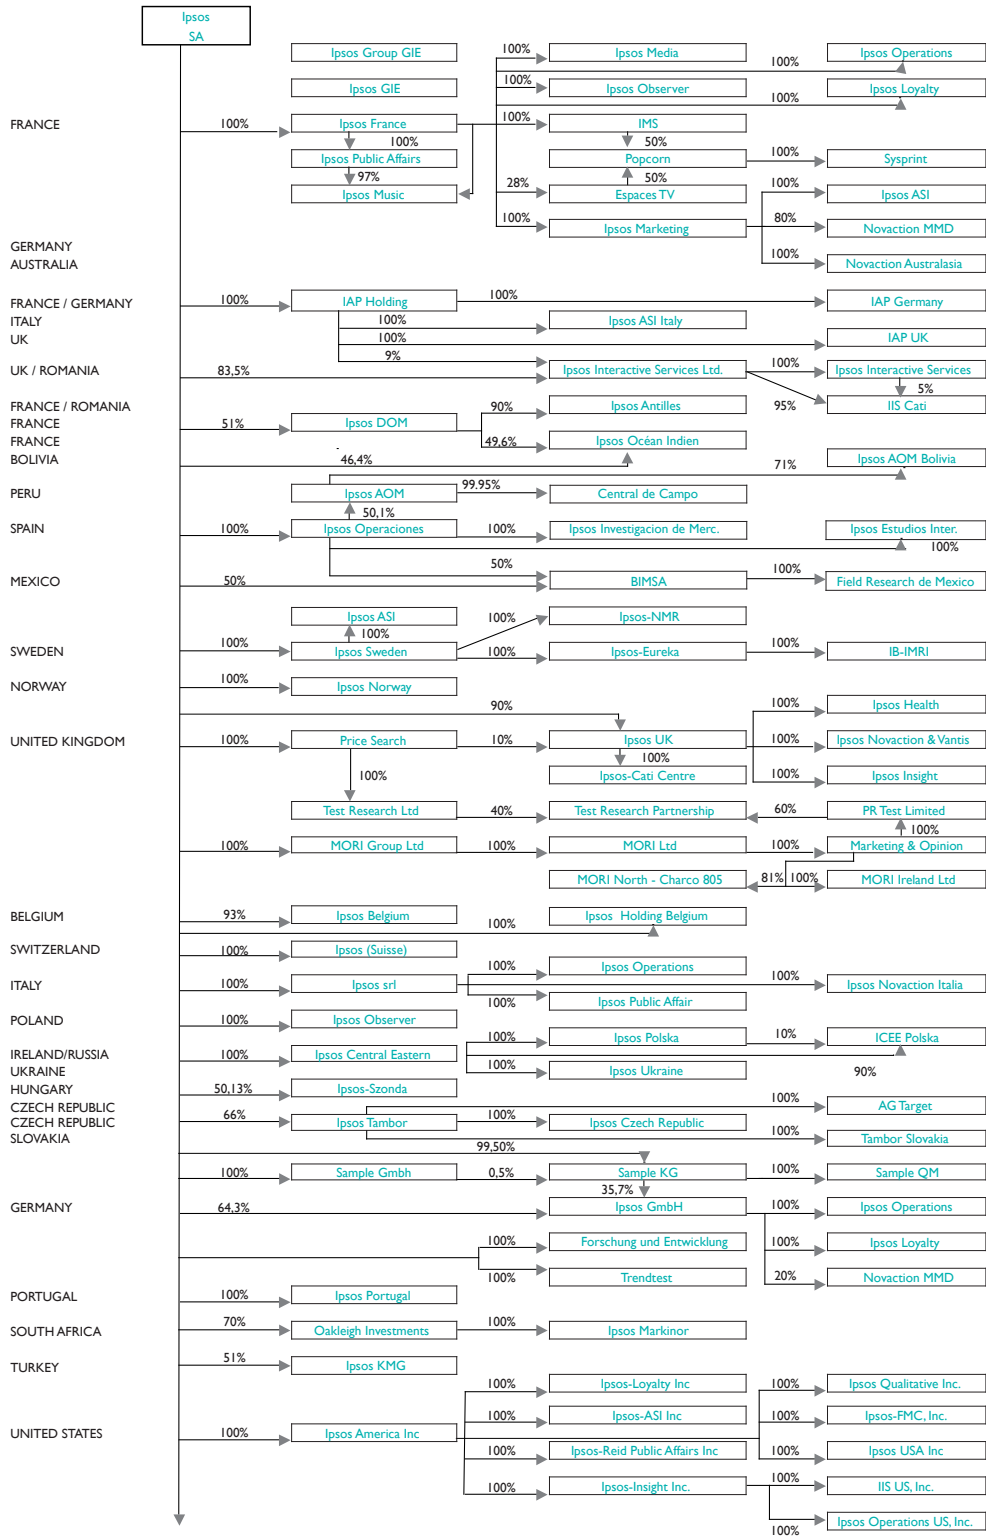 Ipsos
SA
Ipsos Group GIE
100%
Ipsos Media
Ipsos Operations
100%
Ipsos GIE
100%
Ipsos Observer
Ipsos Loyalty
100%
FRANCE
100%
Ipsos France
100%
IMS
100%
50%
Ipsos Public Affairs
Popcorn
100%
Sysprint
97%
50%
Ipsos Music
28%
Espaces TV
100%
Ipsos ASI
100%
Ipsos Marketing
80%
Novaction MMD
GERMANY
AUSTRALIA
100%
Novaction Australasia
FRANCE / GERMANY
100%
IAP Holding
100%
IAP Germany
ITALY
100%
Ipsos ASI Italy
UK
100%
IAP UK
9%
UK / ROMANIA
83,5%
Ipsos Interactive Services Ltd.
100%
Ipsos Interactive Services
5%
FRANCE / ROMANIA
90%
Ipsos Antilles
95%
IIS Cati
FRANCE
51%
Ipsos DOM
FRANCE
49,6%
Ipsos Océan Indien
BOLIVIA
46,4%
71%
Ipsos AOM Bolivia
PERU
Ipsos AOM
99,95%
Central de Campo
50,1%
SPAIN
100%
Ipsos Operaciones
100%
Ipsos Investigacion de Merc.
Ipsos Estudios Inter.
100%
50%
MEXICO
50%
BIMSA
100%
Field Research de Mexico
Ipsos ASI
100%
Ipsos-NMR
100%
SWEDEN
100%
Ipsos Sweden
100%
Ipsos-Eureka
100%
IB-IMRI
NORWAY
100%
Ipsos Norway
90%
100%
Ipsos Health
UNITED KINGDOM
100%
Price Search
10%
Ipsos UK
100%
Ipsos Novaction & Vantis
100%
100%
Ipsos-Cati Centre
100%
Ipsos Insight
Test Research Ltd
40%
Test Research Partnership
60%
PR Test Limited
100%
100%
MORI Group Ltd
100%
MORI Ltd
100%
Marketing & Opinion
MORI North - Charco 805
81%
100%
MORI Ireland Ltd
BELGIUM
93%
Ipsos Belgium
100%
Ipsos Holding Belgium
SWITZERLAND
100%
Ipsos (Suisse)
100%
Ipsos Operations
ITALY
100%
Ipsos srl
100%
Ipsos Novaction Italia
100%
Ipsos Public Affair
POLAND
100%
Ipsos Observer
100%
Ipsos Polska
10%
ICEE Polska
IRELAND/RUSSIA
100%
Ipsos Central Eastern
UKRAINE
100%
Ipsos Ukraine
90%
HUNGARY
50,13%
Ipsos-Szonda
CZECH REPUBLIC
100%
AG Target
CZECH REPUBLIC
66%
Ipsos Tambor
100%
Ipsos Czech Republic
SLOVAKIA
100%
Tambor Slovakia
99,50%
100%
Sample Gmbh
0,5%
Sample KG
100%
Sample QM
35,7%
GERMANY
64,3%
Ipsos GmbH
100%
Ipsos Operations
100%
Forschung und Entwicklung
100%
Ipsos Loyalty
100%
Trendtest
20%
Novaction MMD
PORTUGAL
100%
Ipsos Portugal
SOUTH AFRICA
70%
Oakleigh Investments
100%
Ipsos Markinor
TURKEY
51%
Ipsos KMG
100%
Ipsos-Loyalty Inc
100%
Ipsos Qualitative Inc.
100%
Ipsos-ASI Inc
100%
Ipsos-FMC, Inc.
UNITED STATES
100%
Ipsos America Inc
100%
Ipsos-Reid Public Affairs Inc
100%
Ipsos USA Inc
100%
Ipsos-Insight Inc.
100%
IIS US, Inc.
100%
Ipsos Operations US, Inc.